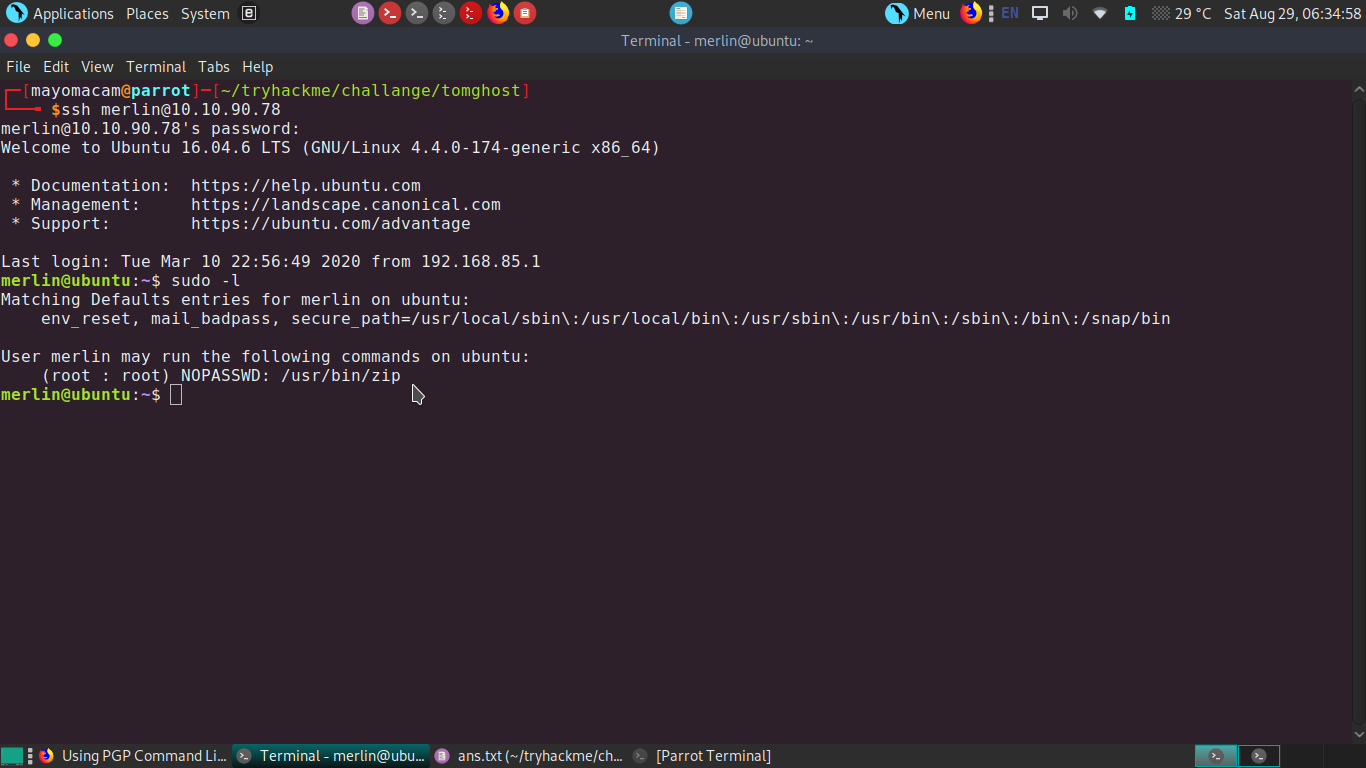 Applications Places System
Menu
EN
29 °C Sat Aug 29, 06:34:58
Terminal - merlin@ubuntu: ~
File Edit View Terminal Tabs Help
┌─[mayomacam@parrot]─[~/tryhackme/challange/tomghost]
└──╼ $ssh merlin@10.10.90.78
merlin@10.10.90.78's password:
Welcome to Ubuntu 16.04.6 LTS (GNU/Linux 4.4.0-174-generic x86_64)
* Documentation: https://help.ubuntu.com
* Management: https://landscape.canonical.com
* Support: https://ubuntu.com/advantage
Last login: Tue Mar 10 22:56:49 2020 from 192.168.85.1
merlin@ubuntu:~$ sudo -l
Matching Defaults entries for merlin on ubuntu:
env_reset, mail_badpass, secure_path=/usr/local/sbin\:/usr/local/bin\:/usr/sbin\:/usr/bin\:/sbin\:/bin\:/snap/bin
User merlin may run the following commands on ubuntu:
(root : root) NOPASSWD: /usr/bin/zip
merlin@ubuntu:~$
Using PGP Command Li... Terminal - merlin@ubu... ans.txt (~/tryhackme/ch... [Parrot Terminal]